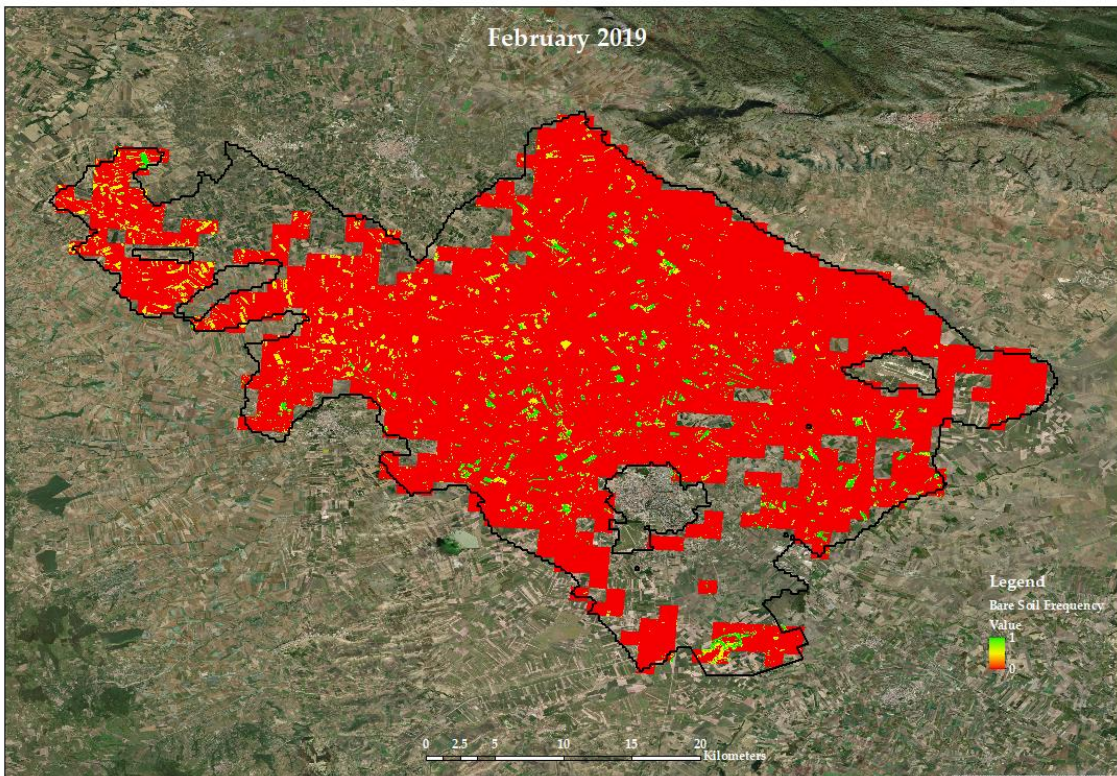 February 2019
Legend
Bare Soil Frequency
Value
1
0
0 2.5 5 10 15 20
Kilometers